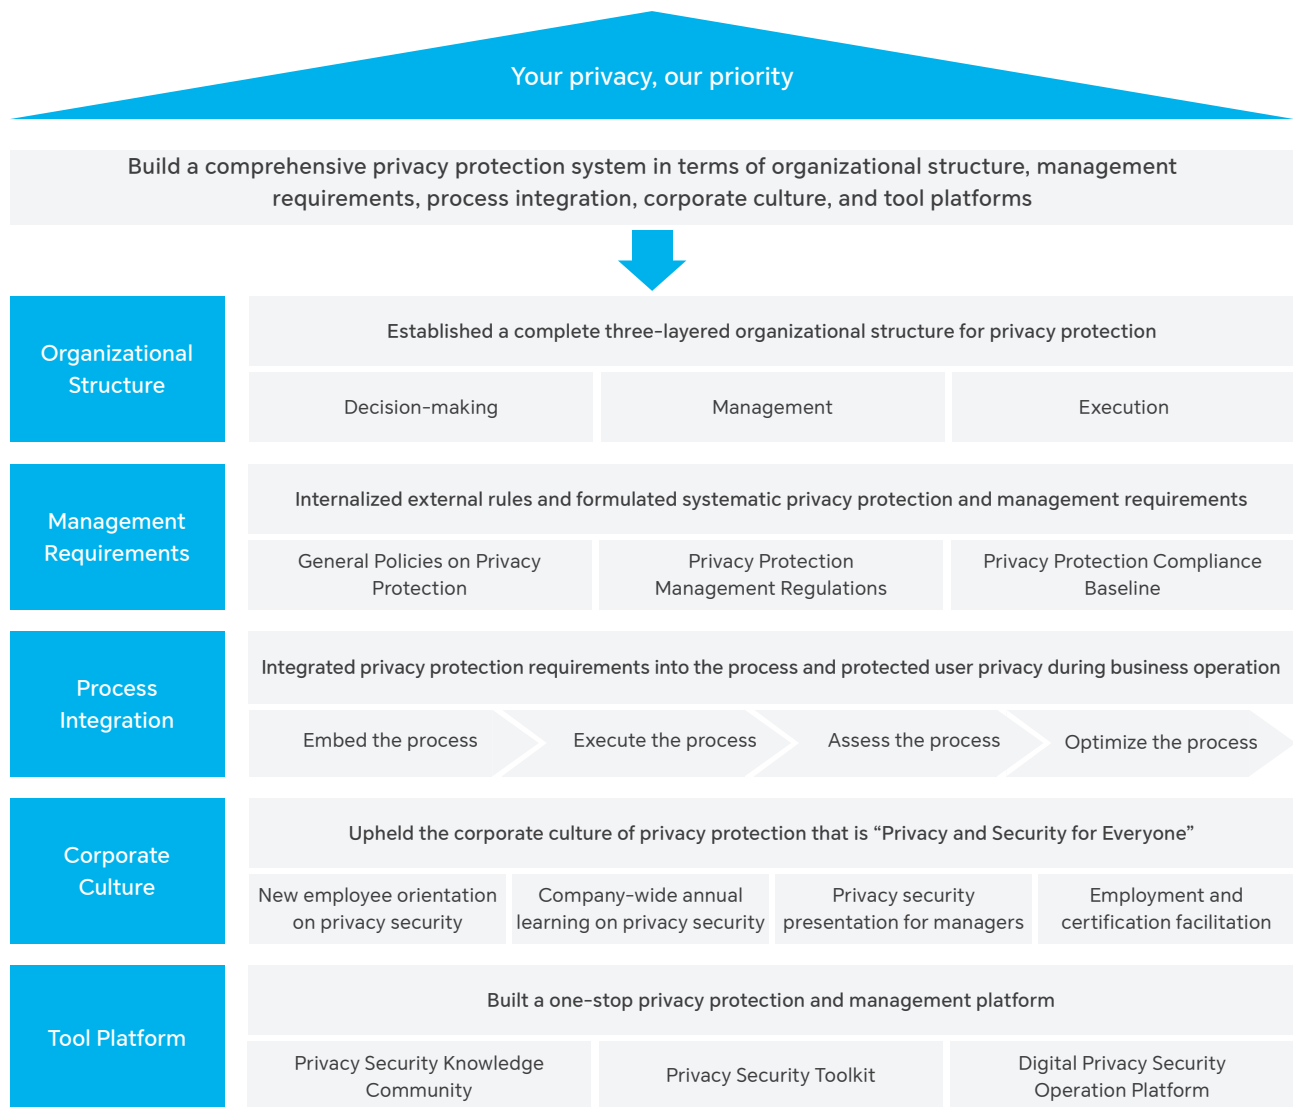 Your privacy, our priority
Build a comprehensive privacy protection system in terms of organizational structure, management
requirements, process integration, corporate culture, and tool platforms
Organizational
Structure
Established a complete three-layered organizational structure for privacy protection
Decision-making
Management
Execution
Management
Requirements
Internalized external rules and formulated systematic privacy protection and management requirements
General Policies on Privacy
Protection
Privacy Protection
Management Regulations
Privacy Protection Compliance
Baseline
Process
Integration
Integrated privacy protection requirements into the process and protected user privacy during business operation
Embed the process
Execute the process
Assess the process
Optimize the process
Corporate
Culture
Upheld the corporate culture of privacy protection that is “Privacy and Security for Everyone”
New employee orientation
on privacy security
Company-wide annual
learning on privacy security
Privacy security
presentation for managers
Employment and
certification facilitation
Tool Platform
Built a one-stop privacy protection and management platform
Privacy Security Knowledge
Community
Privacy Security Toolkit
Digital Privacy Security
Operation Platform